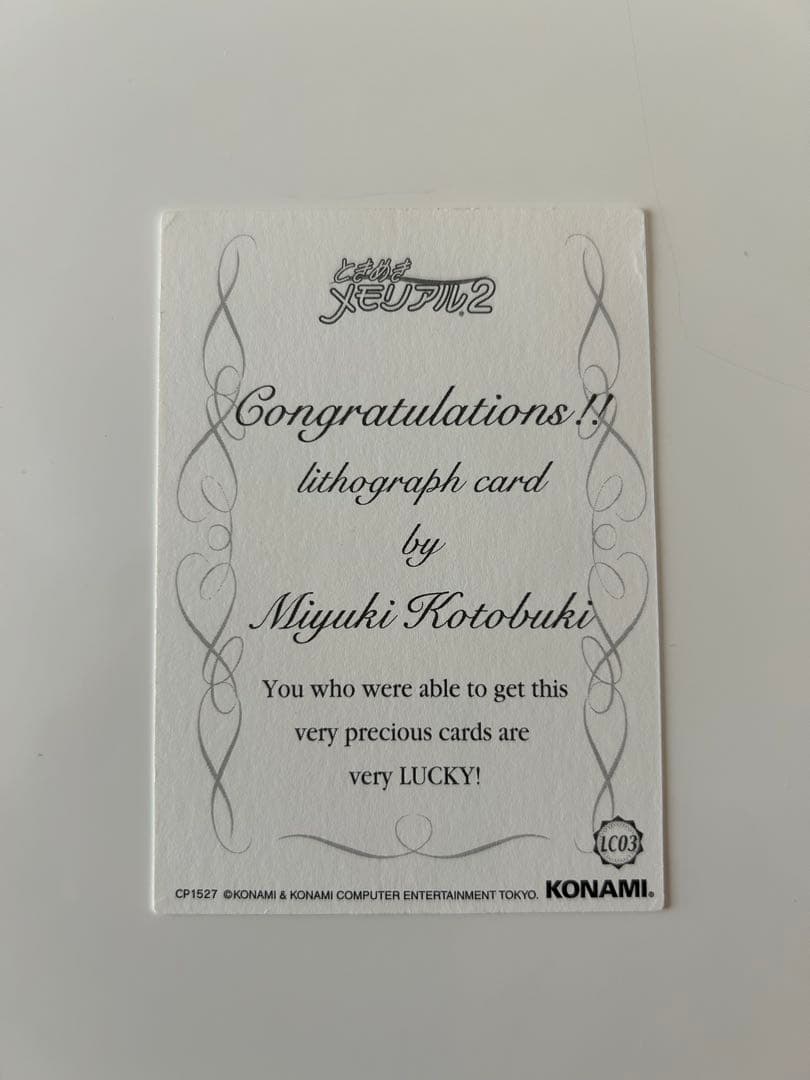 ときめき
メモリアル2
Congratulations!!
lithograph card
by
Miyuki Kotobuki
You who were able to get this
very precious cards are
very LUCKY!
LC03
CP1527 ©KONAMI & KONAMI COMPUTER ENTERTAINMENT TOKYO. KONAMI®